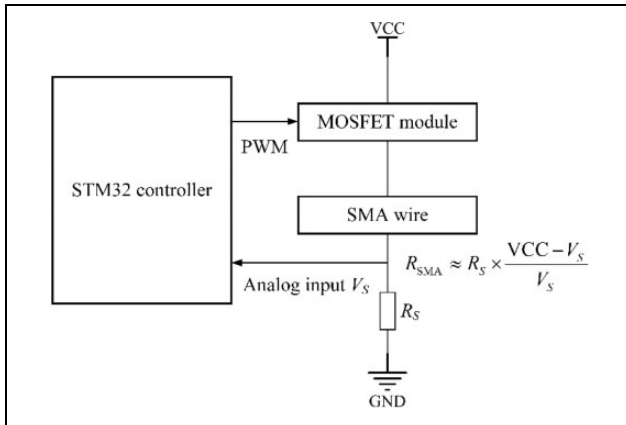 VCC
MOSFET module
PWM
STM32 controller
SMA wire
Analog input V_S
R_SMA ≈ R_S × (VCC − V_S) / V_S
R_S
GND